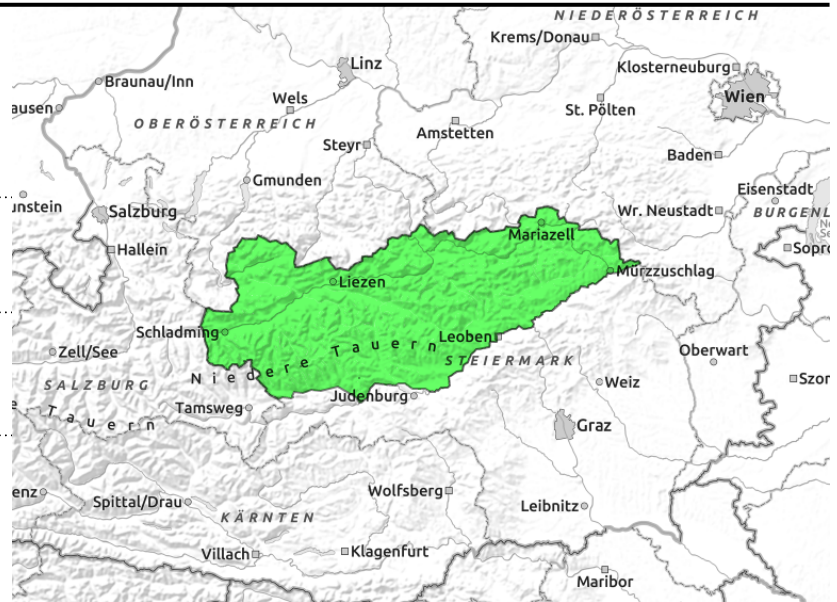 NIEDERÖSTERREICH
Krems/Donau
Linz
Klosterneuburg
Braunau/Inn
Wels
Wien
ausen
St. Pölten
OBERÖSTERREICH
Amstetten
Steyr
Baden
Gmunden
Eisenstadt
unstein
Salzburg
Wr. Neustadt
BURGENL
Mariazell
Hallein
Sopro
Mürzzuschlag
Liezen
Schladming
Leoben
Niedere Tauern
Zell/See
STEIERMARK
Oberwart
SALZBURG
Weiz
Szom
Judenburg
Tamsweg
e Tauern
Graz
enz
Wolfsberg
Spittal/Drau
Leibnitz
KÄRNTEN
Villach
Klagenfurt
Maribor